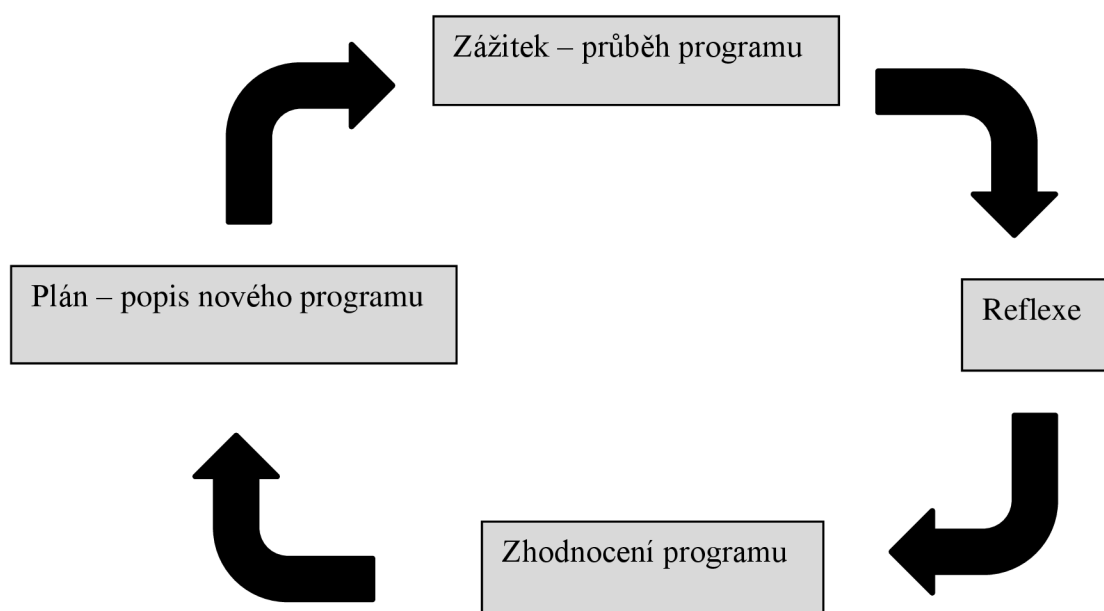 Zážitek – průběh programu
Plán – popis nového programu
Reflexe
Zhodnocení programu